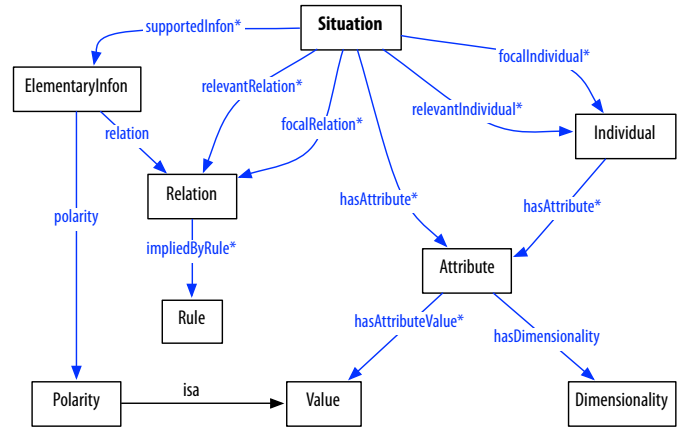 Situation
supportedInfon*
focalIndividual*
ElementaryInfon
relevantRelation*
relevantIndividual*
focalRelation*
relation
Individual
Relation
hasAttribute*
hasAttribute*
polarity
impliedByRule*
Attribute
Rule
hasAttributeValue*
hasDimensionality
Polarity
isa
Value
Dimensionality